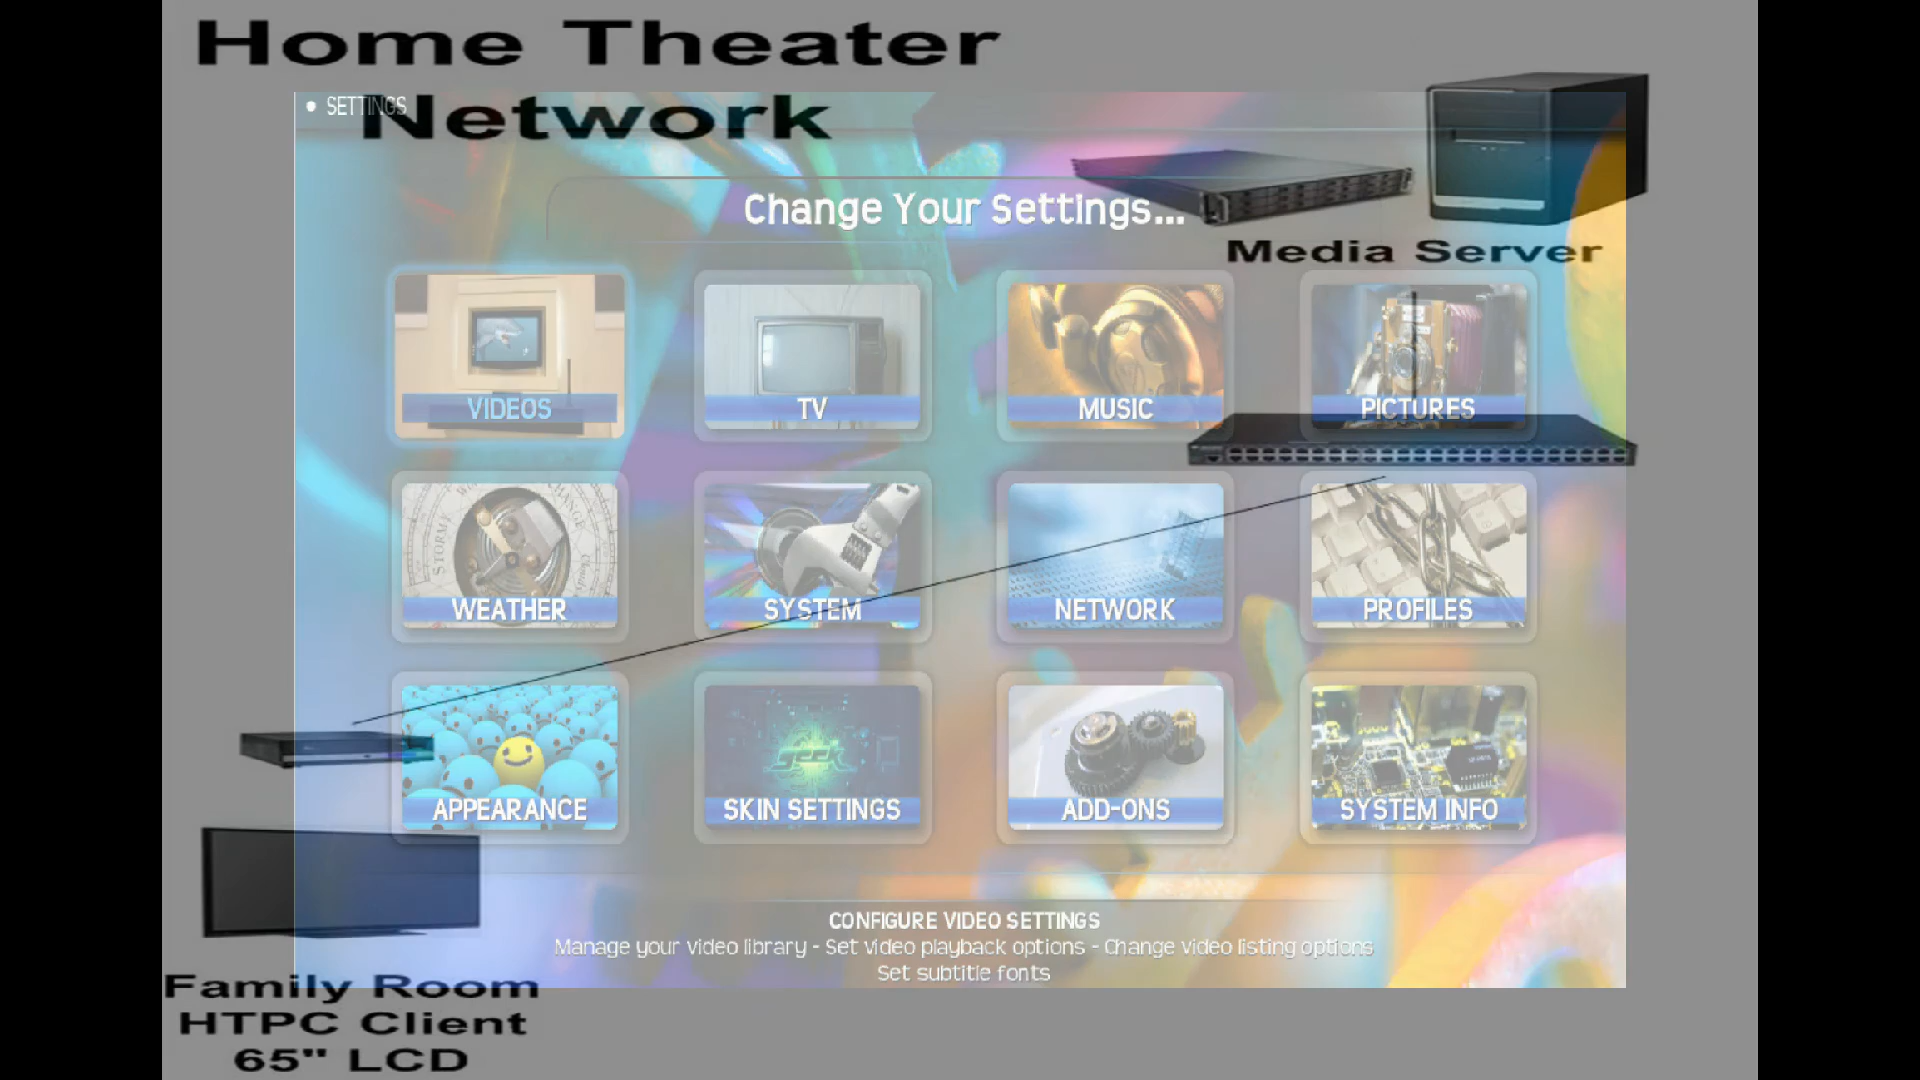 Home Theater
Network
• SETTINGS
Change Your Settings...
Media Server
VIDEOS
TV
MUSIC
PICTURES
WEATHER
SYSTEM
NETWORK
PROFILES
APPEARANCE
SKIN SETTINGS
ADD-ONS
SYSTEM INFO
CONFIGURE VIDEO SETTINGS
Manage your video library - Set video playback options - Change video listing options
Set subtitle fonts
Family Room
HTPC Client
65" LCD